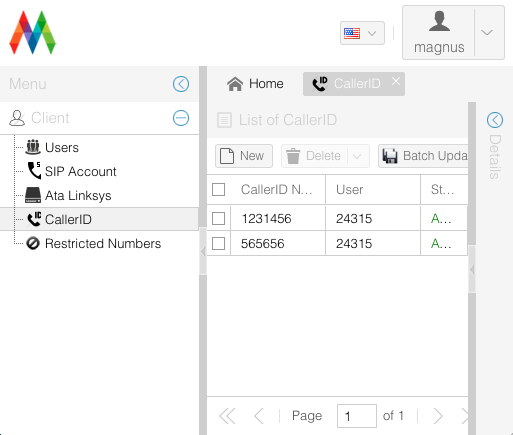 magnus
Menu
Home
CallerID
Client
List of CallerID
Details
Users
New
Delete
Batch Upda
SIP Account
CallerID N...
User
St...
Ata Linksys
CallerID
1231456
24315
A...
Restricted Numbers
565656
24315
A...
Page
1
of 1